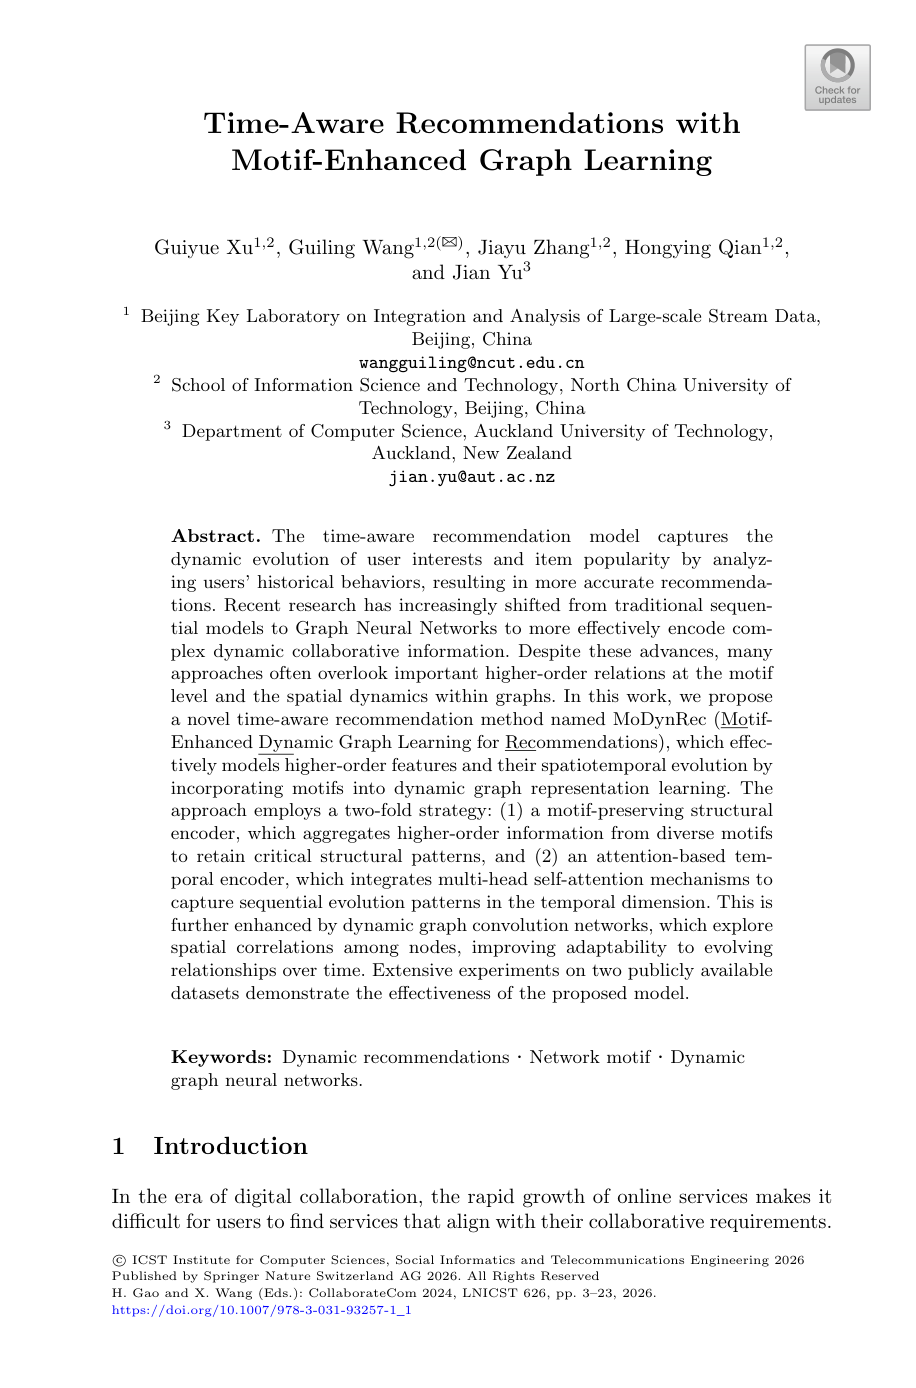 Check for
updates
Time-Aware Recommendations with
Motif-Enhanced Graph Learning
Guiyue Xu1,2, Guiling Wang1,2(✉), Jiayu Zhang1,2, Hongying Qian1,2,
and Jian Yu3
1 Beijing Key Laboratory on Integration and Analysis of Large-scale Stream Data,
Beijing, China
wangguiling@ncut.edu.cn
2 School of Information Science and Technology, North China University of
Technology, Beijing, China
3 Department of Computer Science, Auckland University of Technology,
Auckland, New Zealand
jian.yu@aut.ac.nz
Abstract. The time-aware recommendation model captures the
dynamic evolution of user interests and item popularity by analyz-
ing users' historical behaviors, resulting in more accurate recommenda-
tions. Recent research has increasingly shifted from traditional sequen-
tial models to Graph Neural Networks to more effectively encode com-
plex dynamic collaborative information. Despite these advances, many
approaches often overlook important higher-order relations at the motif
level and the spatial dynamics within graphs. In this work, we propose
a novel time-aware recommendation method named MoDynRec (Motif-
Enhanced Dynamic Graph Learning for Recommendations), which effec-
tively models higher-order features and their spatiotemporal evolution by
incorporating motifs into dynamic graph representation learning. The
approach employs a two-fold strategy: (1) a motif-preserving structural
encoder, which aggregates higher-order information from diverse motifs
to retain critical structural patterns, and (2) an attention-based tem-
poral encoder, which integrates multi-head self-attention mechanisms to
capture sequential evolution patterns in the temporal dimension. This is
further enhanced by dynamic graph convolution networks, which explore
spatial correlations among nodes, improving adaptability to evolving
relationships over time. Extensive experiments on two publicly available
datasets demonstrate the effectiveness of the proposed model.
Keywords: Dynamic recommendations · Network motif · Dynamic
graph neural networks.
1 Introduction
In the era of digital collaboration, the rapid growth of online services makes it
difficult for users to find services that align with their collaborative requirements.
© ICST Institute for Computer Sciences, Social Informatics and Telecommunications Engineering 2026
Published by Springer Nature Switzerland AG 2026. All Rights Reserved
H. Gao and X. Wang (Eds.): CollaborateCom 2024, LNICST 626, pp. 3–23, 2026.
https://doi.org/10.1007/978-3-031-93257-1_1